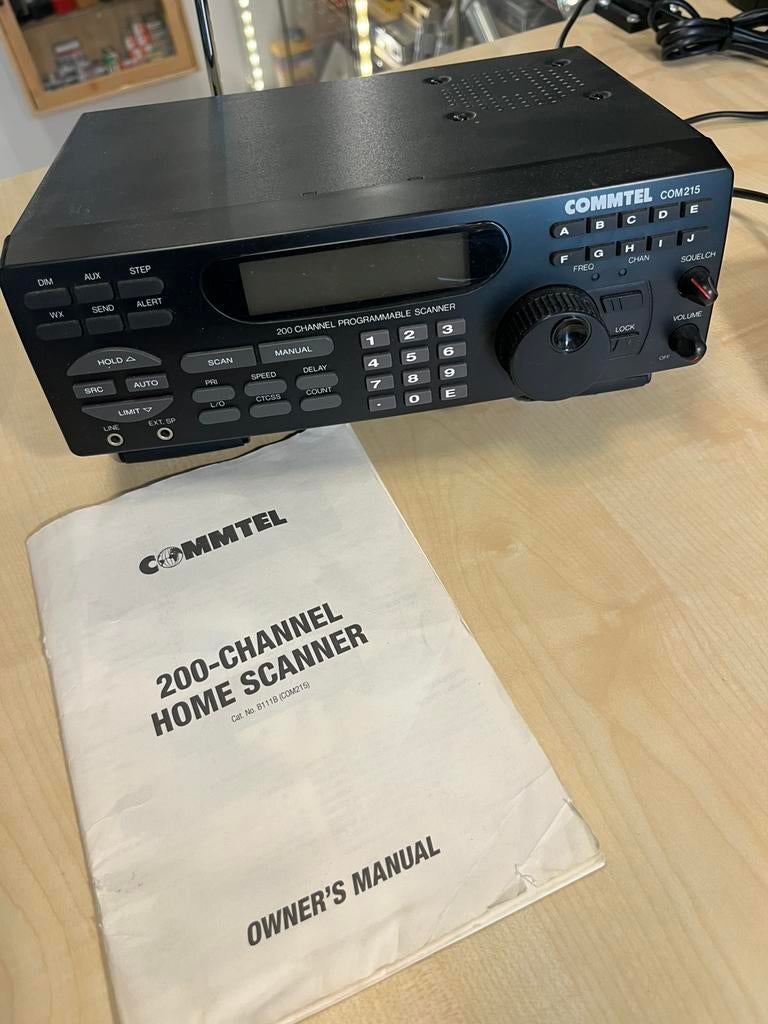 COMMTEL COM215
A B C D E
F G H I J
FREQ CHAN
SQUELCH
LOCK
VOLUME
OFF
DIM AUX STEP
WX SEND ALERT
200 CHANNEL PROGRAMMABLE SCANNER
HOLD △
SRC AUTO
LIMIT ▽
LINE EXT. SP
SCAN MANUAL
PRI SPEED DELAY
L/O CTCSS COUNT
1 2 3
4 5 6
7 8 9
· 0 E
COMMTEL
200-CHANNEL
HOME SCANNER
Cat. No. B111B (COM215)
OWNER'S MANUAL